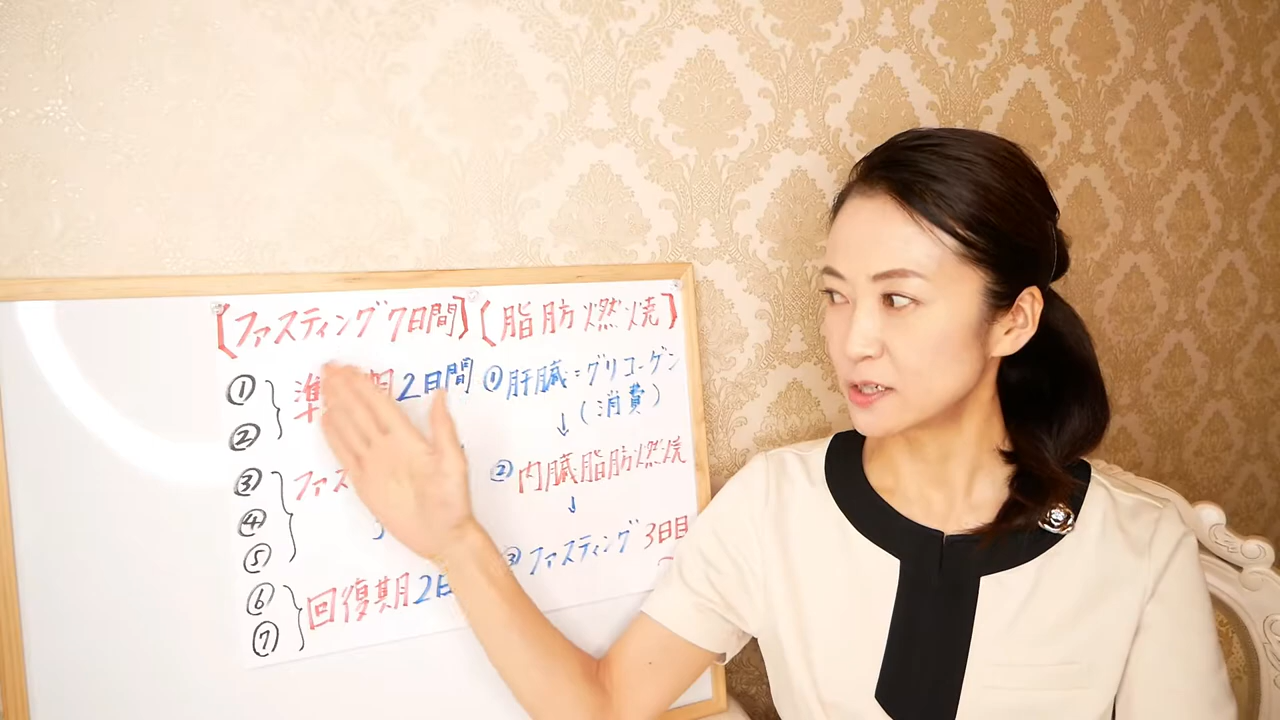 【ファスティング7日間】
① ② 準備期2日間
③ ④ ⑤ ファス
⑥ ⑦ 回復期2日
【脂肪燃焼】
①肝臓=グリコーゲン
↓(消費)
②内臓脂肪燃焼
↓
③ファスティング3日目